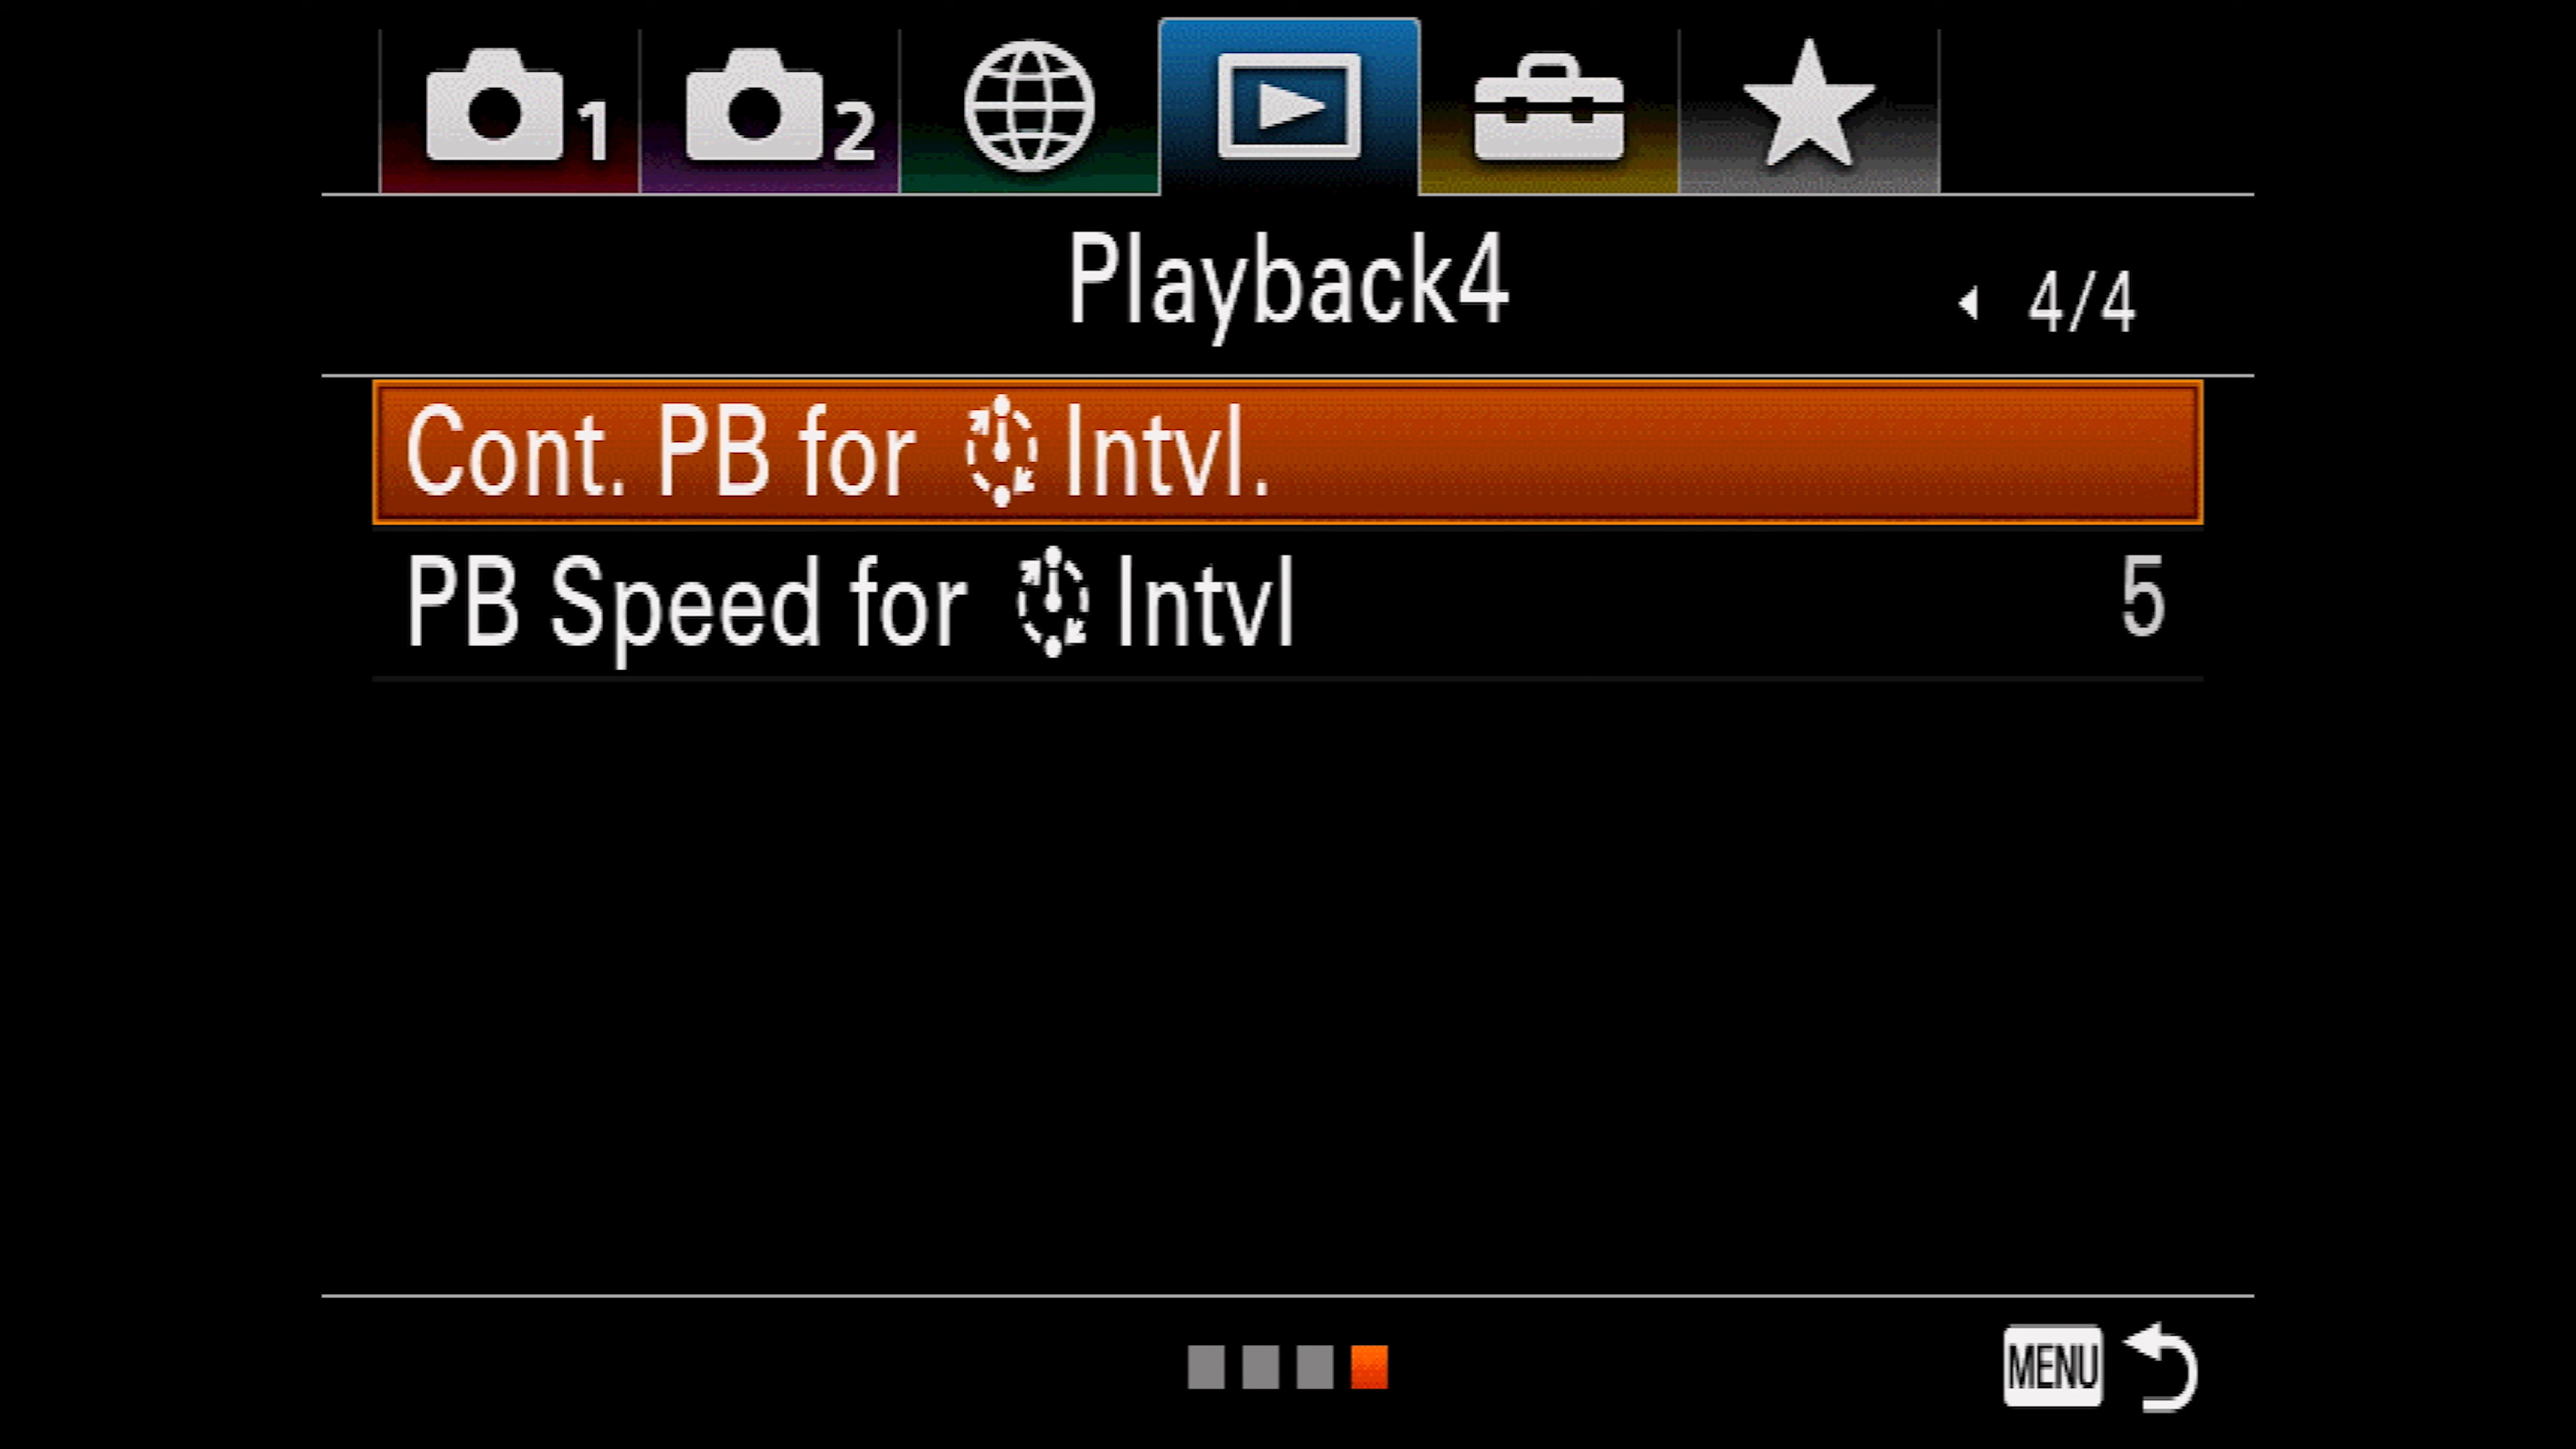 1 2
Playback4
4/4
Cont. PB for Intvl.
PB Speed for Intvl 5
MENU